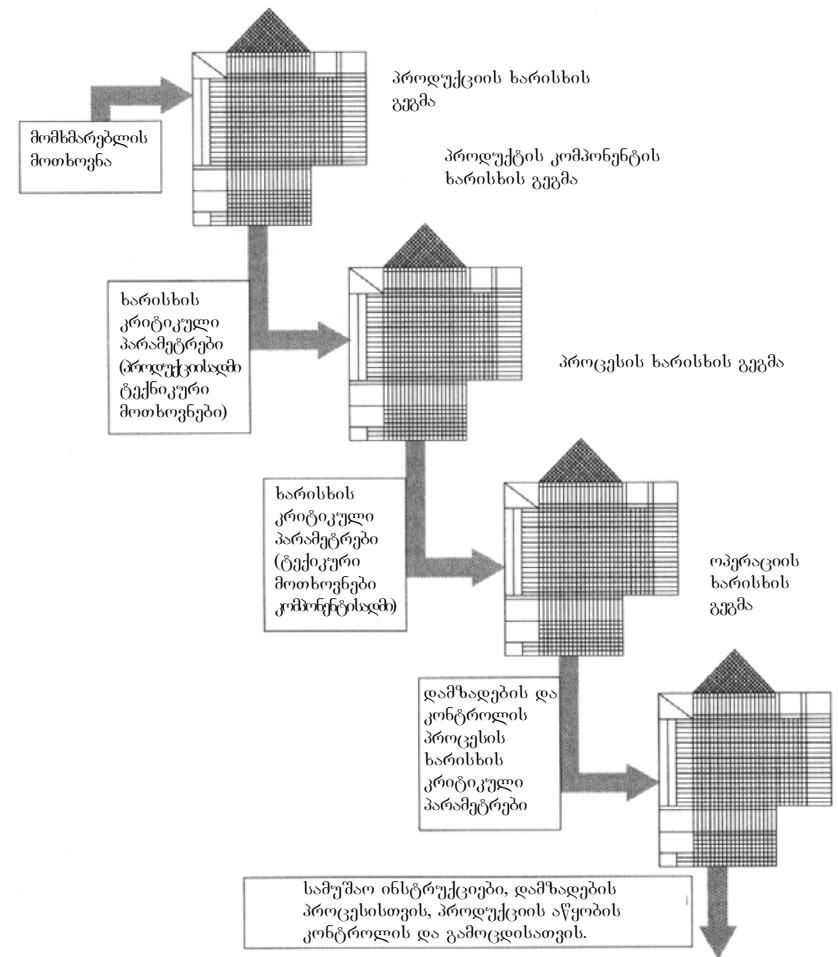 პროდუქციის ხარისხის
გეგმა
მომხმარებლის
მოთხოვნა
პროდუქტის კომპონენტის
ხარისხის გეგმა
ხარისხის
კრიტიკული
პარამეტრები
(პროდუქციისადმი
ტექნიკური
მოთხოვნები)
პროცესის ხარისხის გეგმა
ხარისხის
კრიტიკული
პარამეტრები
(ტექიკური
მოთხოვნები
კომპონენტისადმი)
ოპერაციის
ხარისხის
გეგმა
დამზადების და
კონტროლის
პროცესის
ხარისხის
კრიტიკული
პარამეტრები
სამუშაო ინსტრუქციები, დამზადების
პროცესისთვის, პროდუქციის აწყობის
კონტროლის და გამოცდისათვის.